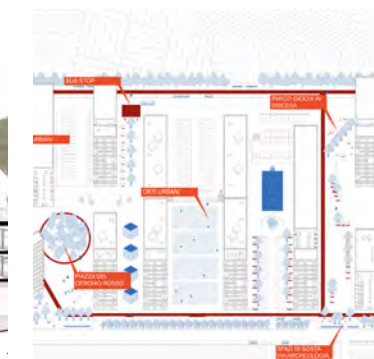 BUS STOP
PARCO GIOCHI IN
DISCESA
URBANI
ORTI URBANI
PIAZZA DEL
CERCHIO ROSSO
SPAZI DI SOSTA
VIA ARCHEOLOGIA